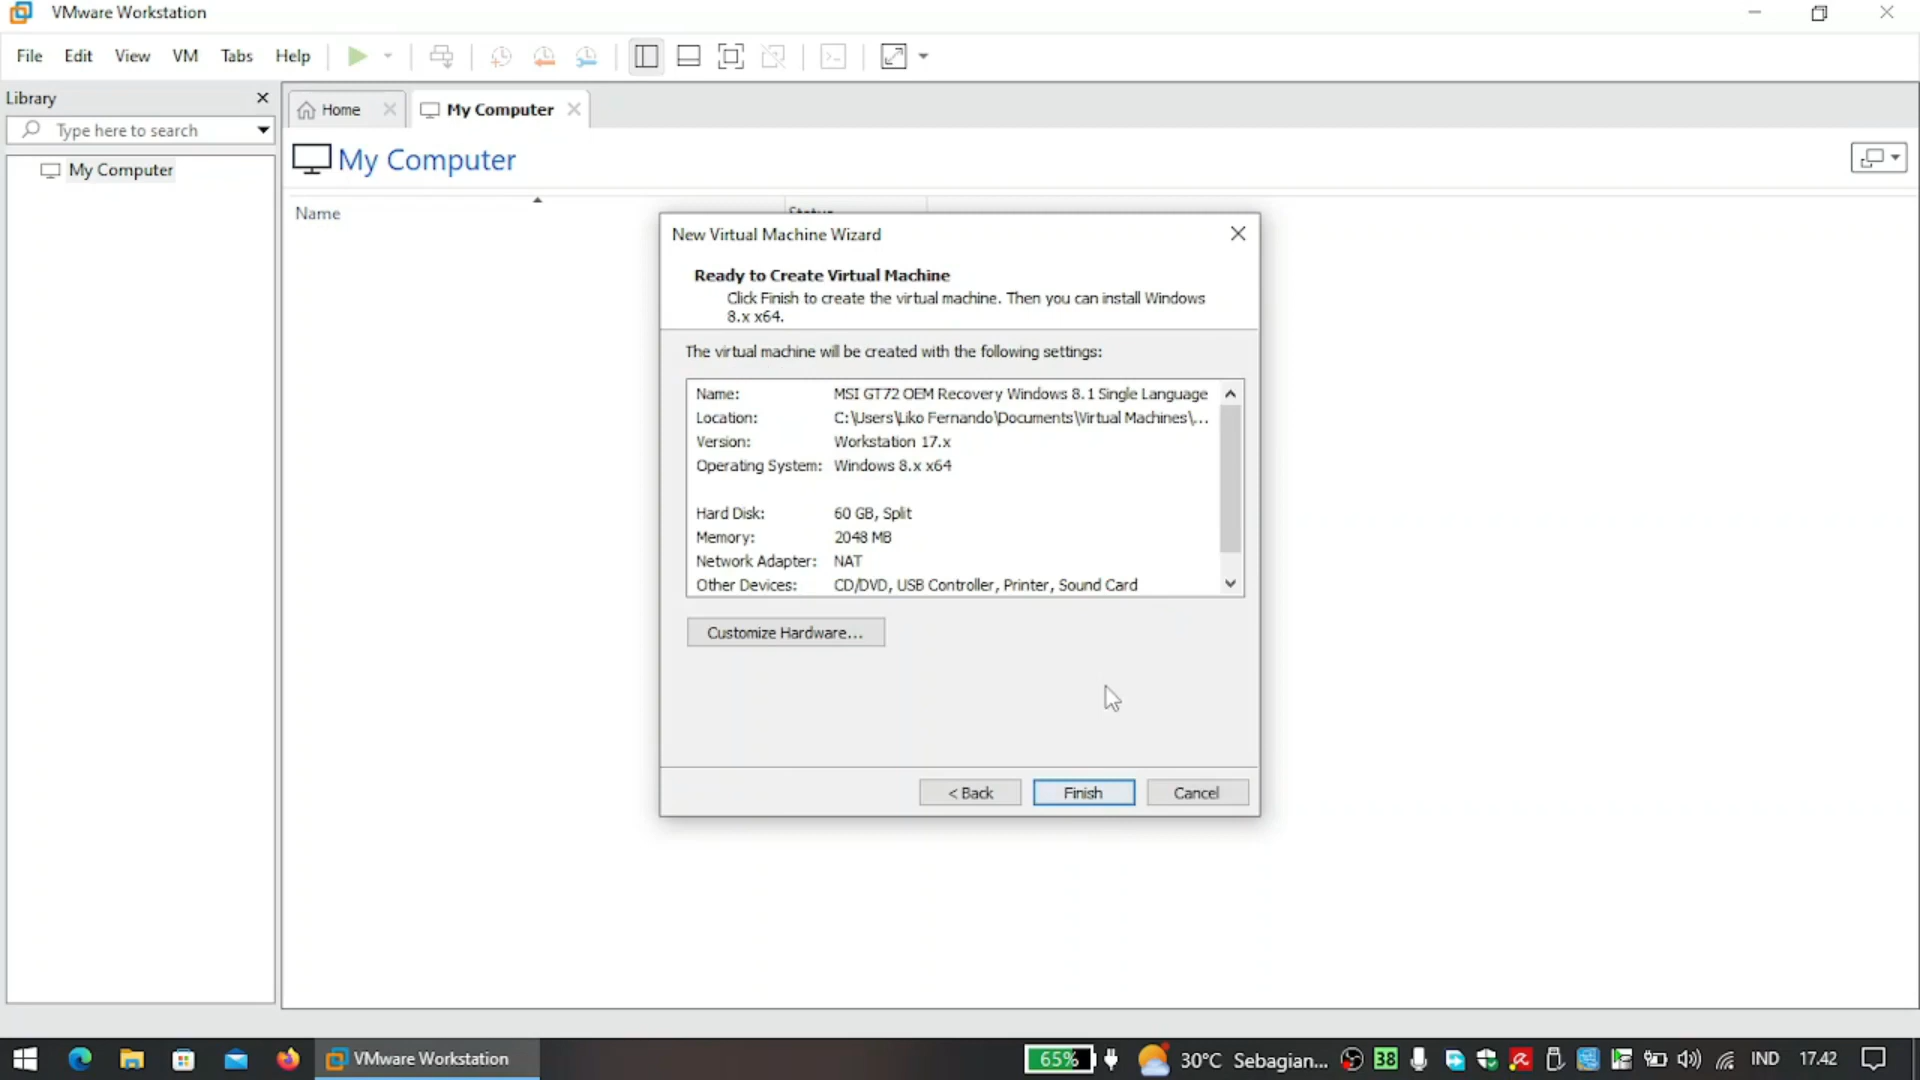 VMware Workstation
File Edit View VM Tabs Help
Library
Type here to search
My Computer
Home
My Computer
My Computer
Name
Status
New Virtual Machine Wizard
Ready to Create Virtual Machine
Click Finish to create the virtual machine. Then you can install Windows
8.x x64.
The virtual machine will be created with the following settings:
Name: MSI GT72 OEM Recovery Windows 8.1 Single Language
Location: C:\Users\Liko Fernando\Documents\Virtual Machines\...
Version: Workstation 17.x
Operating System: Windows 8.x x64
Hard Disk: 60 GB, Split
Memory: 2048 MB
Network Adapter: NAT
Other Devices: CD/DVD, USB Controller, Printer, Sound Card
Customize Hardware...
< Back
Finish
Cancel
VMware Workstation
65%
30°C Sebagian...
38
IND
17.42